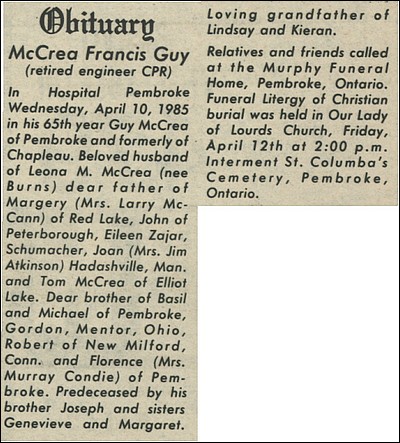 Obituary
McCrea Francis Guy
(retired engineer CPR)
In Hospital Pembroke
Wednesday, April 10, 1985
in his 65th year Guy McCrea
of Pembroke and formerly of
Chapleau. Beloved husband
of Leona M. McCrea (nee
Burns) dear father of
Margery (Mrs. Larry Mc-
Cann) of Red Lake, John of
Peterborough, Eileen Zajar,
Schumacher, Joan (Mrs. Jim
Atkinson) Hadashville, Man.
and Tom McCrea of Elliot
Lake. Dear brother of Basil
and Michael of Pembroke,
Gordon, Mentor, Ohio,
Robert of New Milford,
Conn. and Florence (Mrs.
Murray Condie) of Pem-
broke. Predeceased by his
brother Joseph and sisters
Genevieve and Margaret.
Loving grandfather of
Lindsay and Kieran.
Relatives and friends called
at the Murphy Funeral
Home, Pembroke, Ontario.
Funeral Litergy of Christian
burial was held in Our Lady
of Lourds Church, Friday,
April 12th at 2:00 p.m.
Interment St. Columba's
Cemetery, Pembroke,
Ontario.